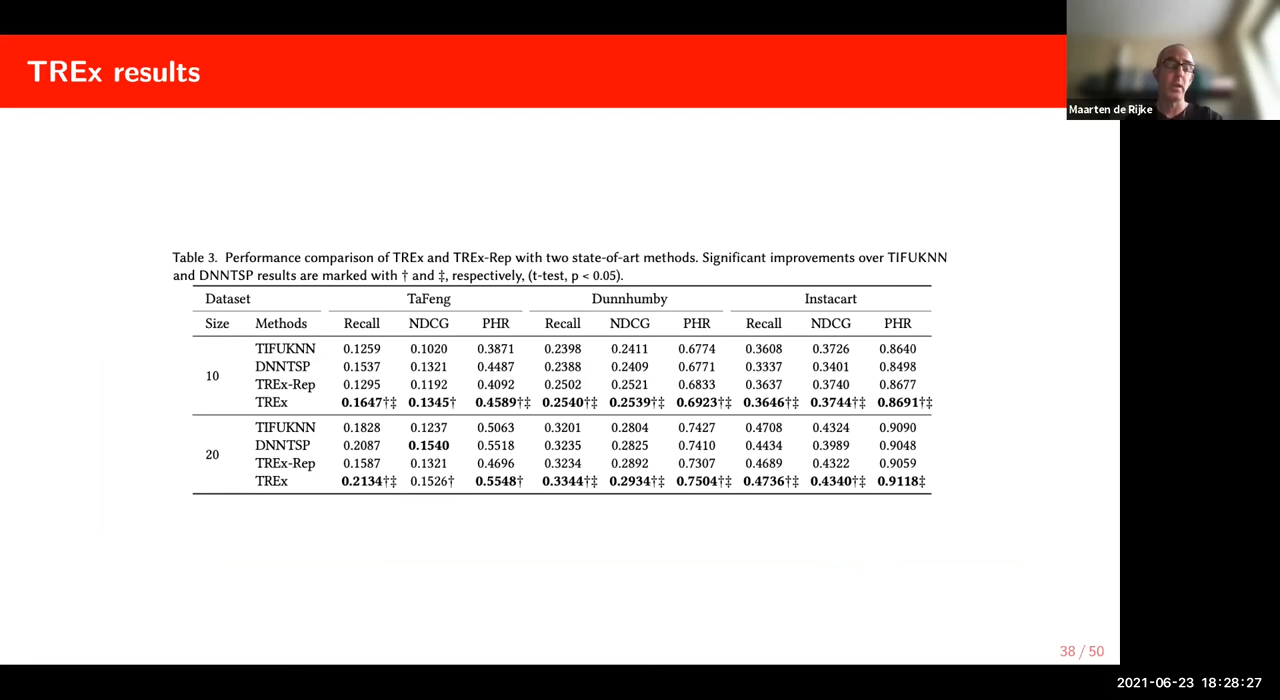 TREx results
Maarten de Rijke
Table 3. Performance comparison of TREx and TREx-Rep with two state-of-art methods. Significant improvements over TIFUKNN
and DNNTSP results are marked with † and ‡, respectively, (t-test, p < 0.05).
Dataset TaFeng Dunnhumby Instacart
Size Methods Recall NDCG PHR Recall NDCG PHR Recall NDCG PHR
TIFUKNN 0.1259 0.1020 0.3871 0.2398 0.2411 0.6774 0.3608 0.3726 0.8640
DNNTSP 0.1537 0.1321 0.4487 0.2388 0.2409 0.6771 0.3337 0.3401 0.8498
10
TREx-Rep 0.1295 0.1192 0.4092 0.2502 0.2521 0.6833 0.3637 0.3740 0.8677
TREx 0.1647†‡ 0.1345† 0.4589†‡ 0.2540†‡ 0.2539†‡ 0.6923†‡ 0.3646†‡ 0.3744†‡ 0.8691†‡
TIFUKNN 0.1828 0.1237 0.5063 0.3201 0.2804 0.7427 0.4708 0.4324 0.9090
DNNTSP 0.2087 0.1540 0.5518 0.3235 0.2825 0.7410 0.4434 0.3989 0.9048
20
TREx-Rep 0.1587 0.1321 0.4696 0.3234 0.2892 0.7307 0.4689 0.4322 0.9059
TREx 0.2134†‡ 0.1526† 0.5548† 0.3344†‡ 0.2934†‡ 0.7504†‡ 0.4736†‡ 0.4340†‡ 0.9118‡
38 / 50
2021-06-23 18:28:27